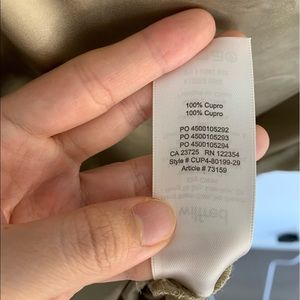 100% Cupro
100% Cupro
PO 4500105292
PO 4500105293
PO 4500105294
CA 23725 RN 122354
Style # CUP4-80199-29
Article # 73159
wilfred